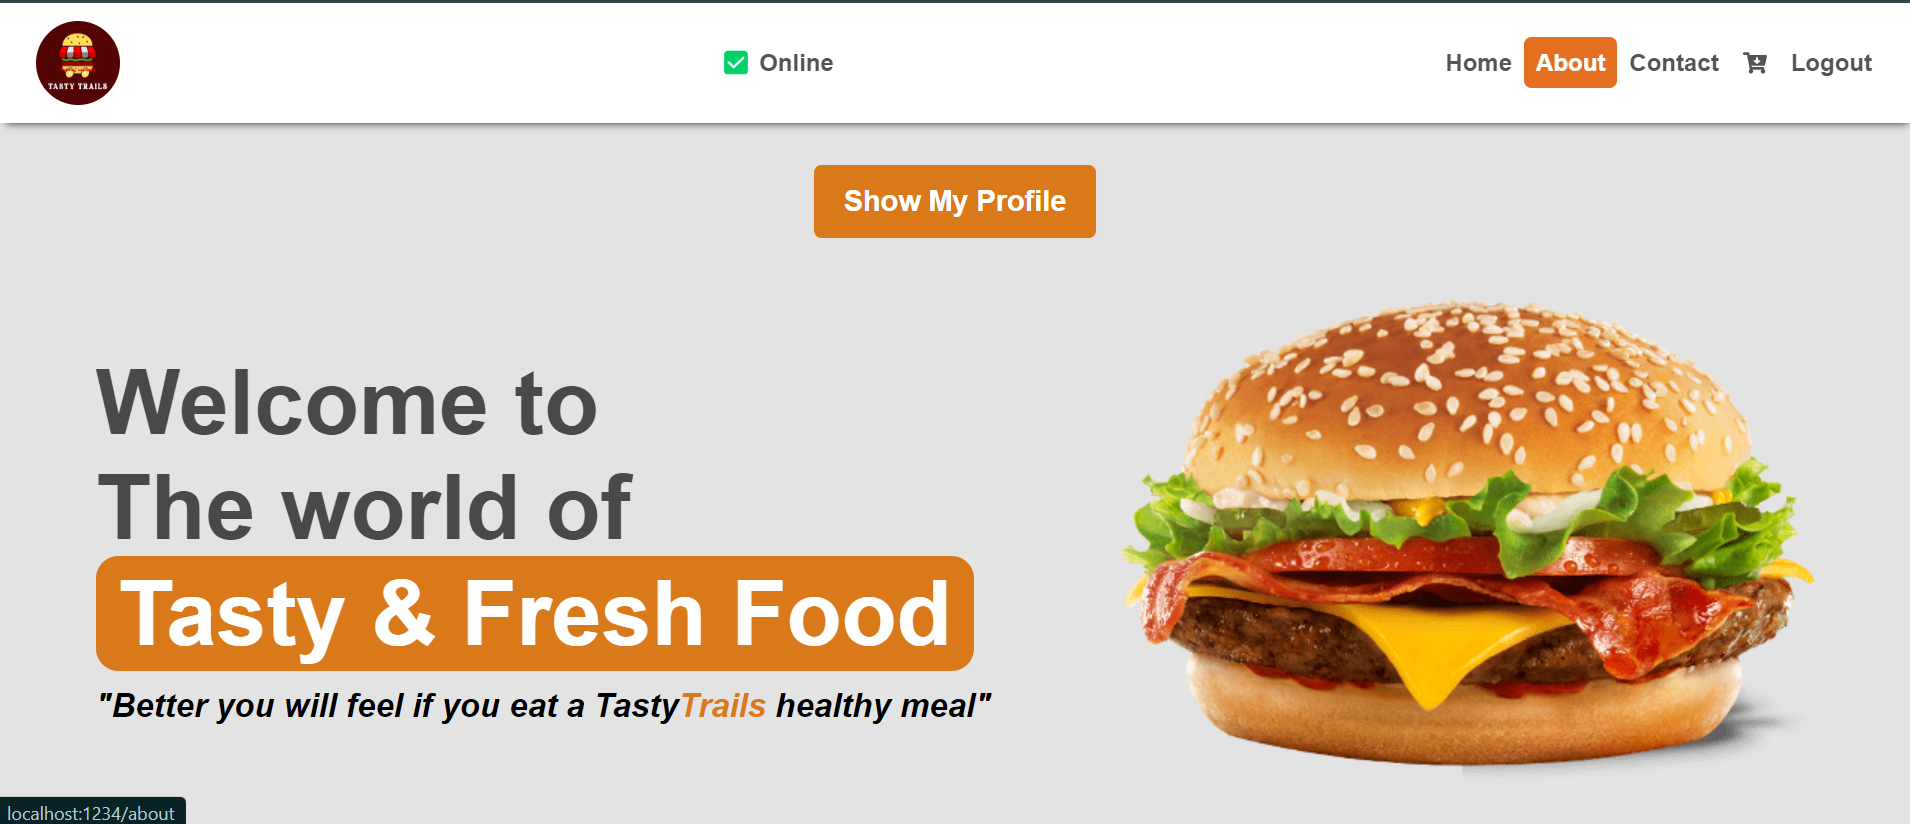 TASTY TRAILS
Online
Home
About
Contact
Logout
Show My Profile
Welcome to
The world of
Tasty & Fresh Food
"Better you will feel if you eat a TastyTrails healthy meal"
localhost:1234/about